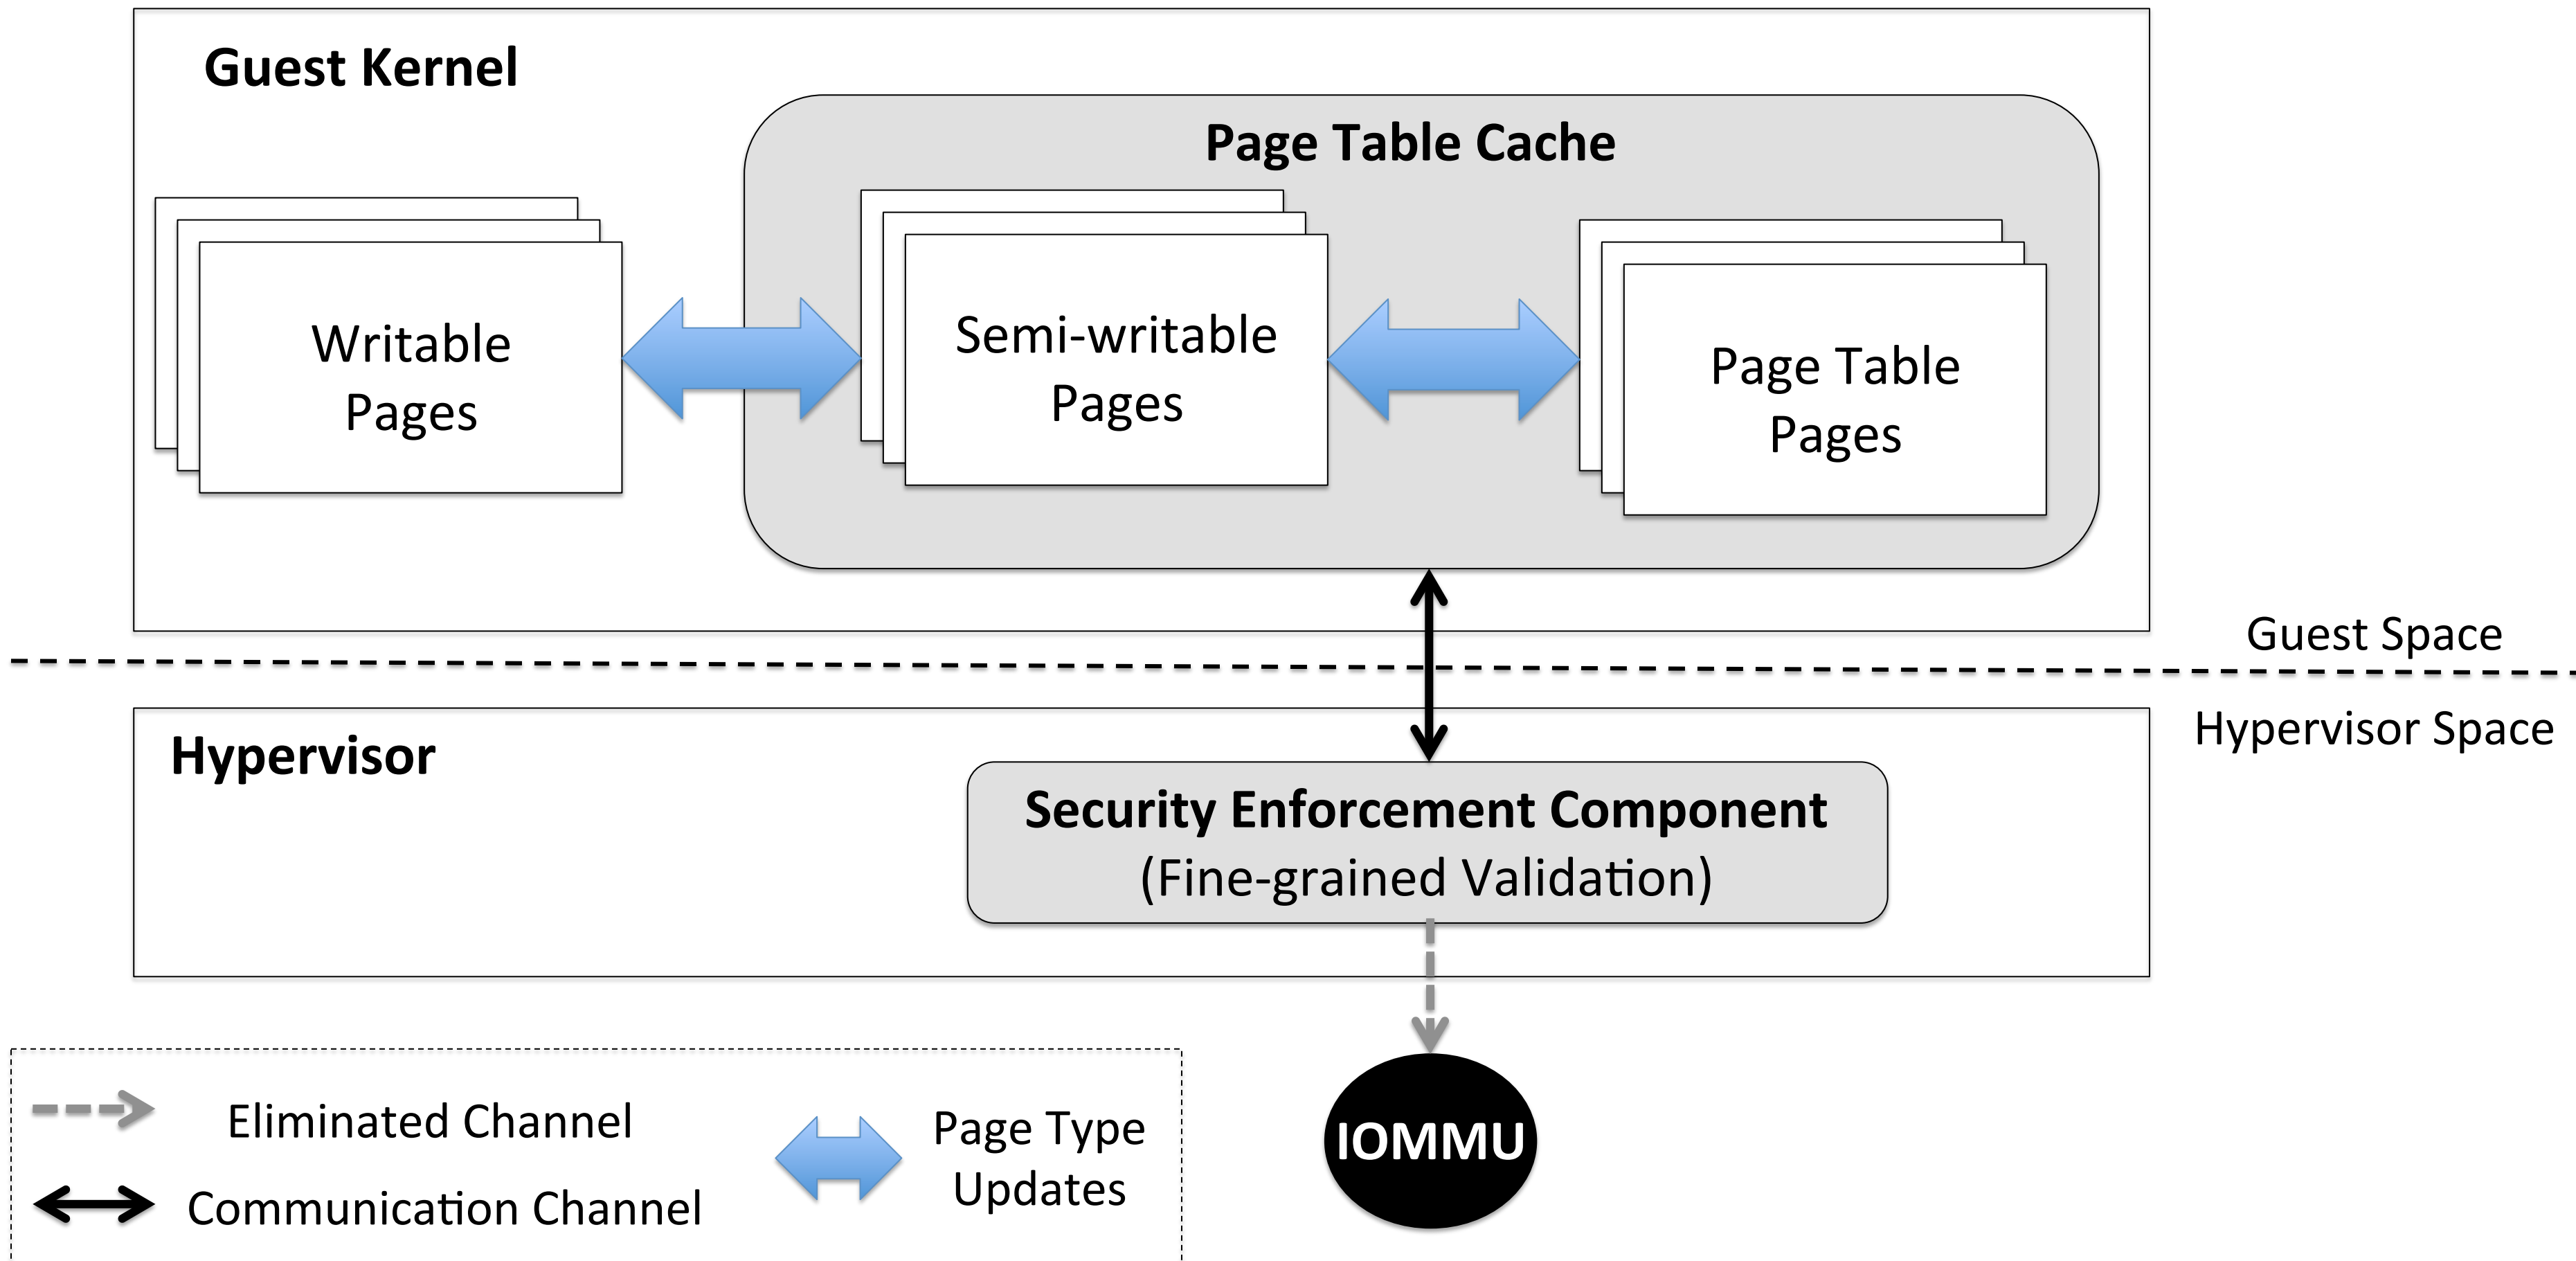 Guest Kernel
Page Table Cache
Writable
Pages
Semi-writable
Pages
Page Table
Pages
Guest Space
Hypervisor Space
Hypervisor
Security Enforcement Component
(Fine-grained Validation)
IOMMU
Eliminated Channel
Communication Channel
Page Type
Updates